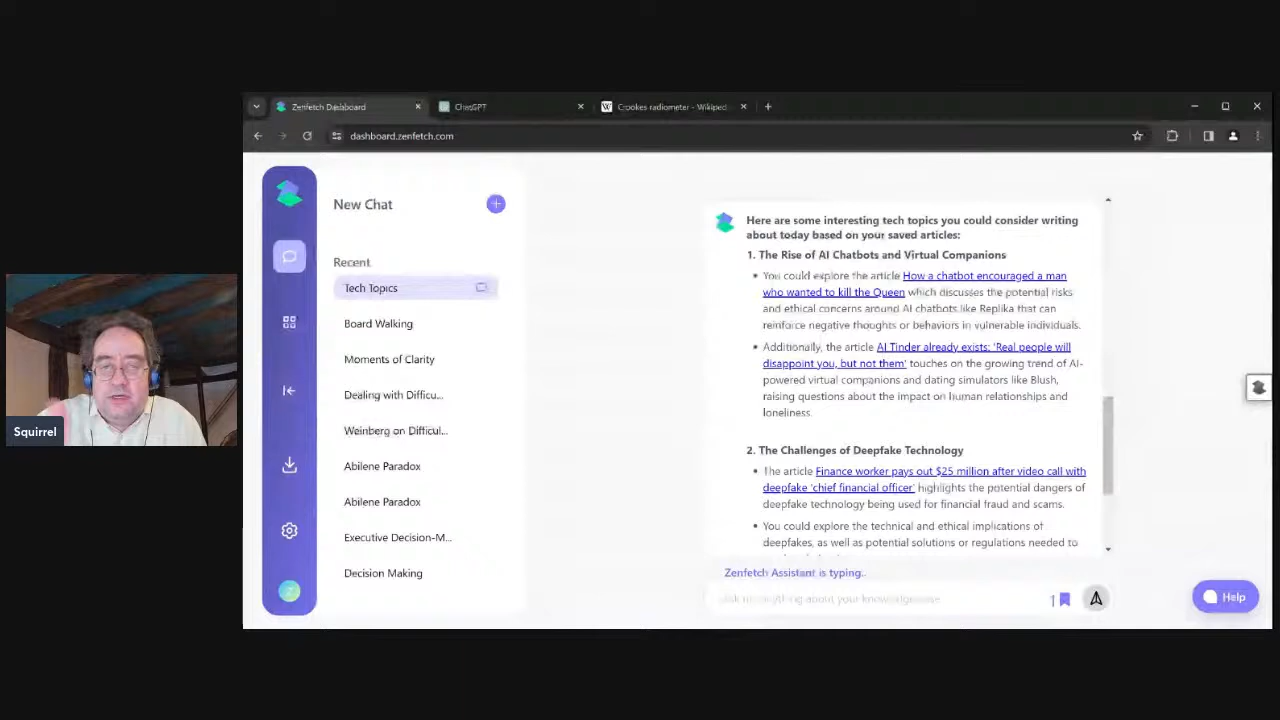 Zenfetch Dashboard
ChatGPT
Crookes radiometer - Wikiped
dashboard.zenfetch.com
New Chat
Recent
Tech Topics
Board Walking
Moments of Clarity
Dealing with Difficu...
Weinberg on Difficul...
Abilene Paradox
Abilene Paradox
Executive Decision-M...
Decision Making
Here are some interesting tech topics you could consider writing
about today based on your saved articles:
1. The Rise of AI Chatbots and Virtual Companions
• You could explore the article How a chatbot encouraged a man
who wanted to kill the Queen which discusses the potential risks
and ethical concerns around AI chatbots like Replika that can
reinforce negative thoughts or behaviors in vulnerable individuals.
• Additionally, the article AI Tinder already exists: 'Real people will
disappoint you, but not them' touches on the growing trend of AI-
powered virtual companions and dating simulators like Blush,
raising questions about the impact on human relationships and
loneliness.
2. The Challenges of Deepfake Technology
• The article Finance worker pays out $25 million after video call with
deepfake 'chief financial officer' highlights the potential dangers of
deepfake technology being used for financial fraud and scams.
• You could explore the technical and ethical implications of
deepfakes, as well as potential solutions or regulations needed to
Zenfetch Assistant is typing..
Ask me anything about your knowledgebase
1
Help
Squirrel